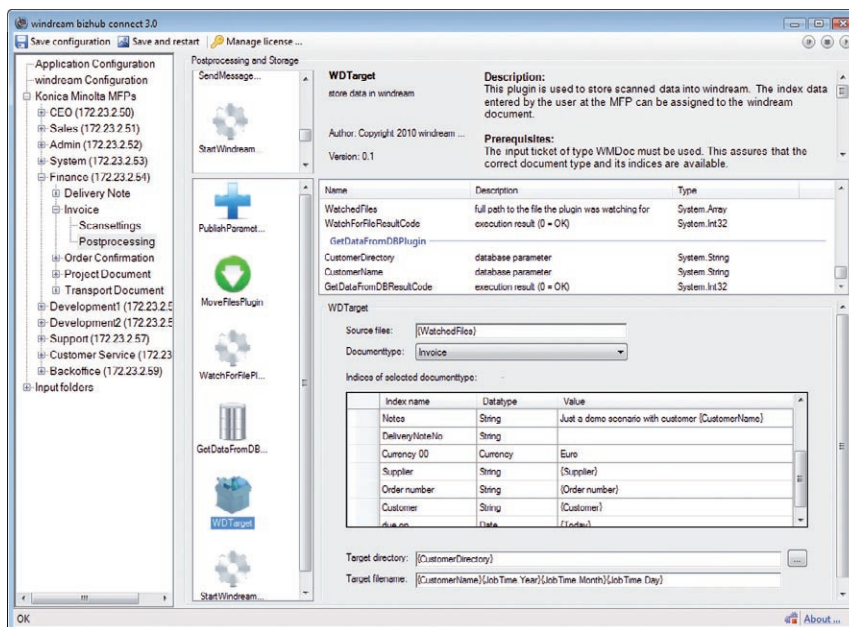 windream bizhub connect 3.0
Save configuration Save and restart Manage license ...
Application Configuration
windream Configuration
Konica Minolta MFPs
CEO (172.23.2.50)
Sales (172.23.2.51)
Admin (172.23.2.52)
System (172.23.2.53)
Finance (172.23.2.54)
Delivery Note
Invoice
Scansettings
Postprocessing
Order Confirmation
Project Document
Transport Document
Development1 (172.23.2.5
Development2 (172.23.2.5
Support (172.23.2.57)
Customer Service (172.23
Backoffice (172.23.2.59)
Input folders
Postprocessing and Storage
SendMessage...
StartWindream...
PublishParamet...
MoveFilesPlugin
WatchForFilePl...
GetDataFromDB...
WDTarget
StartWindream...
WDTarget
store data in windream
Author: Copyright 2010 windream ...
Version: 0.1
Description:
This plugin is used to store scanned data into windream. The index data
entered by the user at the MFP can be assigned to the windream
document.
Prerequisites:
The input ticket of type WMDoc must be used. This assures that the
correct document type and its indices are available.
Name Description Type
WatchedFiles full path to the file the plugin was watching for System.Array
WatchForFileResultCode execution result (0 = OK) System.Int32
GetDataFromDBPlugin
CustomerDirectory database parameter System.String
CustomerName database parameter System.String
GetDataFromDBResultCode execution result (0 = OK) System.Int32
WDTarget
Source files: {WatchedFiles}
Documenttype: Invoice
Indices of selected documenttype:
Index name Datatype Value
Notes String Just a demo scenario with customer {CustomerName}
DeliveryNoteNo String
Currency 00 Currency Euro
Supplier String {Supplier}
Order number String {Order number}
Customer String {Customer}
due on Date {Today}
Target directory: {CustomerDirectory} ...
Target filename: {CustomerName}{JobTime.Year}{JobTime.Month}{JobTime.Day}
OK About ...